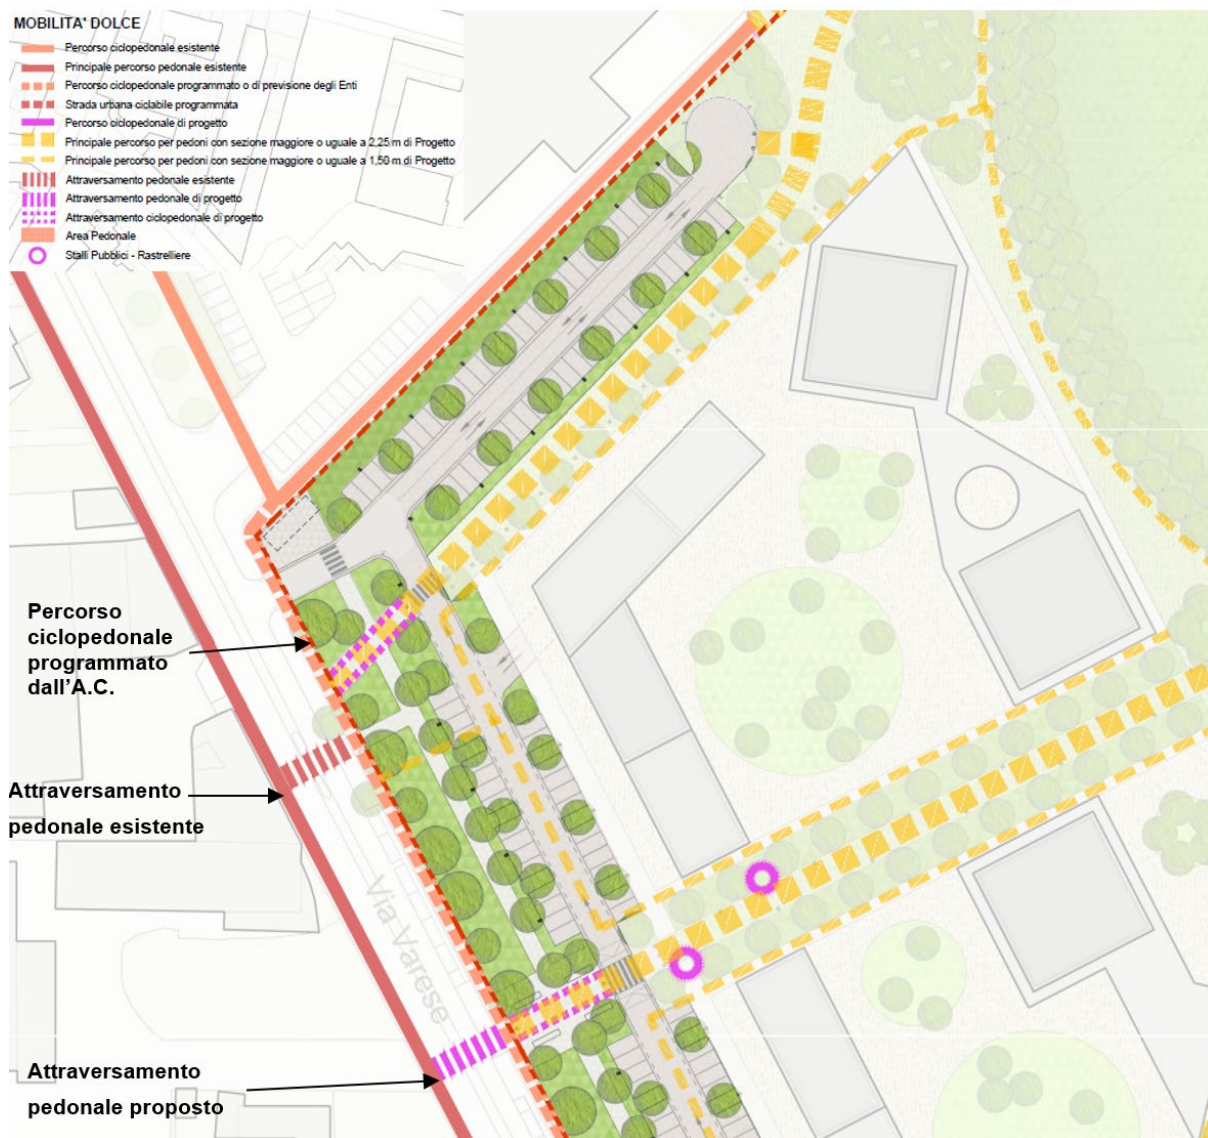 MOBILITA' DOLCE
Percorso ciclopedonale esistente
Principale percorso pedonale esistente
Percorso ciclopedonale programmato o di previsione degli Enti
Strada urbana ciclabile programmata
Percorso ciclopedonale di progetto
Principale percorso per pedoni con sezione maggiore o uguale a 2,25 m di Progetto
Principale percorso per pedoni con sezione maggiore o uguale a 1,50 m di Progetto
Attraversamento pedonale esistente
Attraversamento pedonale di progetto
Attraversamento ciclopedonale di progetto
Area Pedonale
Stalli Pubblici - Rastrelliere
Percorso
ciclopedonale
programmato
dall'A.C.
Attraversamento
pedonale esistente
Via Varese
Attraversamento
pedonale proposto